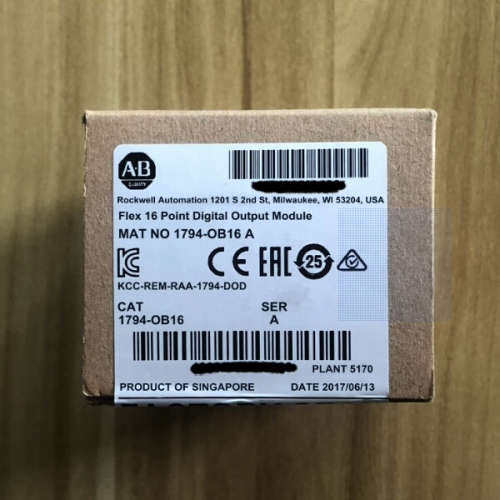 A-B
Rockwell Automation 1201 S 2nd St, Milwaukee, WI 53204, USA
Flex 16 Point Digital Output Module
MAT NO 1794-OB16 A
CE EAC 25
KCC-REM-RAA-1794-DOD
CAT SER
1794-OB16 A
PLANT 5170
PRODUCT OF SINGAPORE DATE 2017/06/13